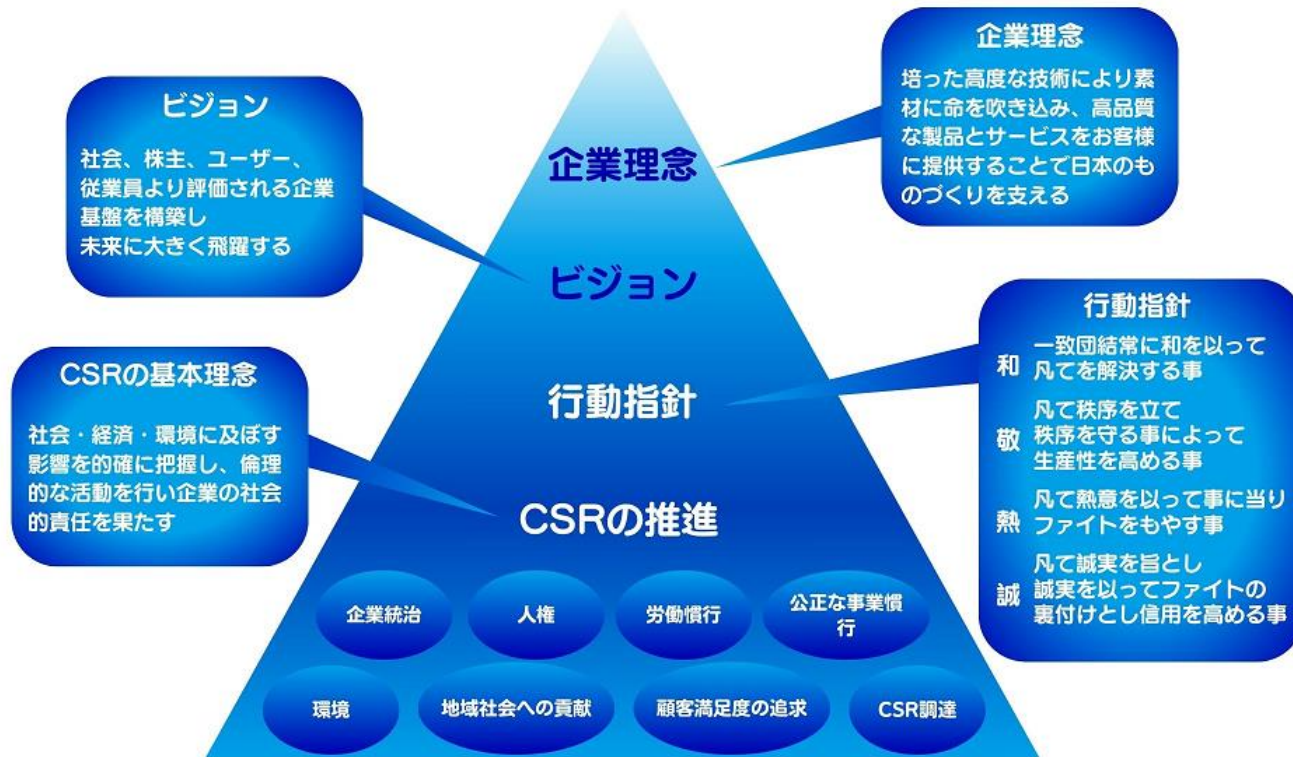 企業理念
培った高度な技術により素
材に命を吹き込み、高品質
な製品とサービスをお客様
に提供することで日本のも
のづくりを支える
ビジョン
社会、株主、ユーザー、
従業員より評価される企業
基盤を構築し
未来に大きく飛躍する
企業理念
ビジョン
行動指針
一致団結常に和を以って
和 凡てを解決する事
凡て秩序を立て
敬 秩序を守る事によって
生産性を高める事
凡て熱意を以って事に当り
熱 ファイトをもやす事
凡て誠実を旨とし
誠 誠実を以ってファイトの
裏付けとし信用を高める事
CSRの基本理念
社会・経済・環境に及ぼす
影響を的確に把握し、倫理
的な活動を行い企業の社会
的責任を果たす
行動指針
CSRの推進
企業統治 人権 労働慣行 公正な事業慣
行
環境 地域社会への貢献 顧客満足度の追求 CSR調達